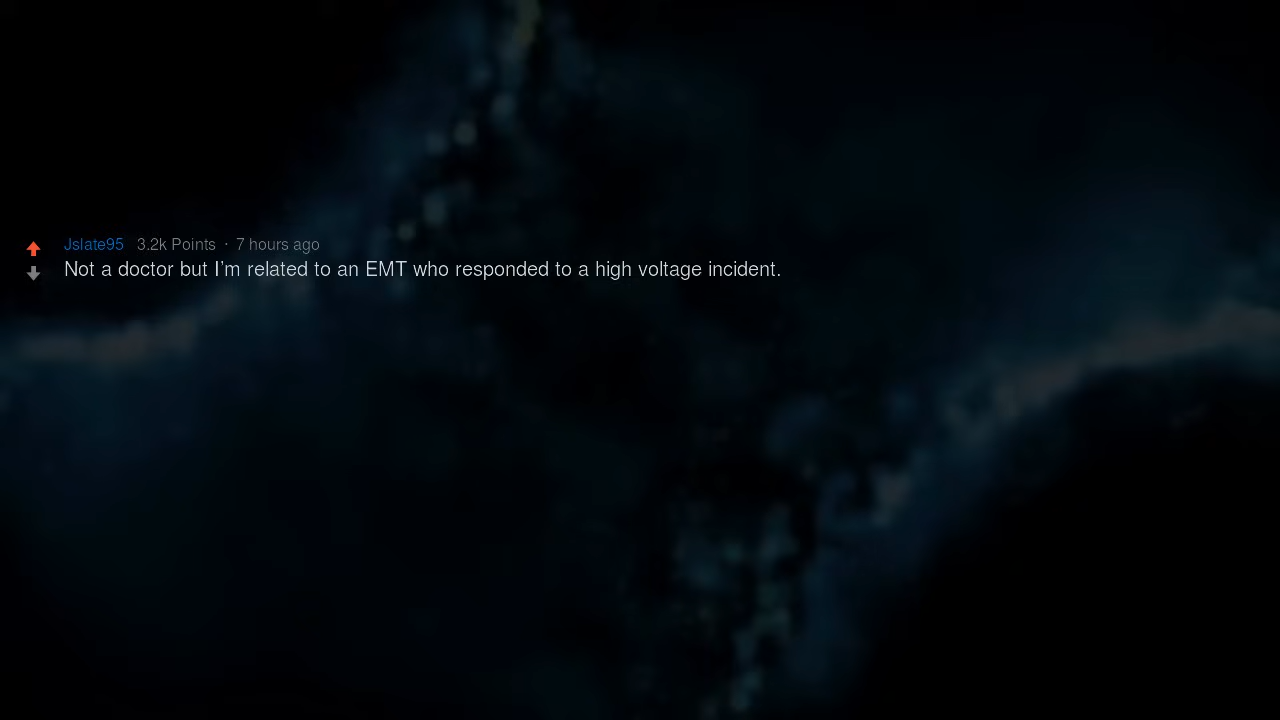 Jslate95 3.2k Points · 7 hours ago
Not a doctor but I'm related to an EMT who responded to a high voltage incident.